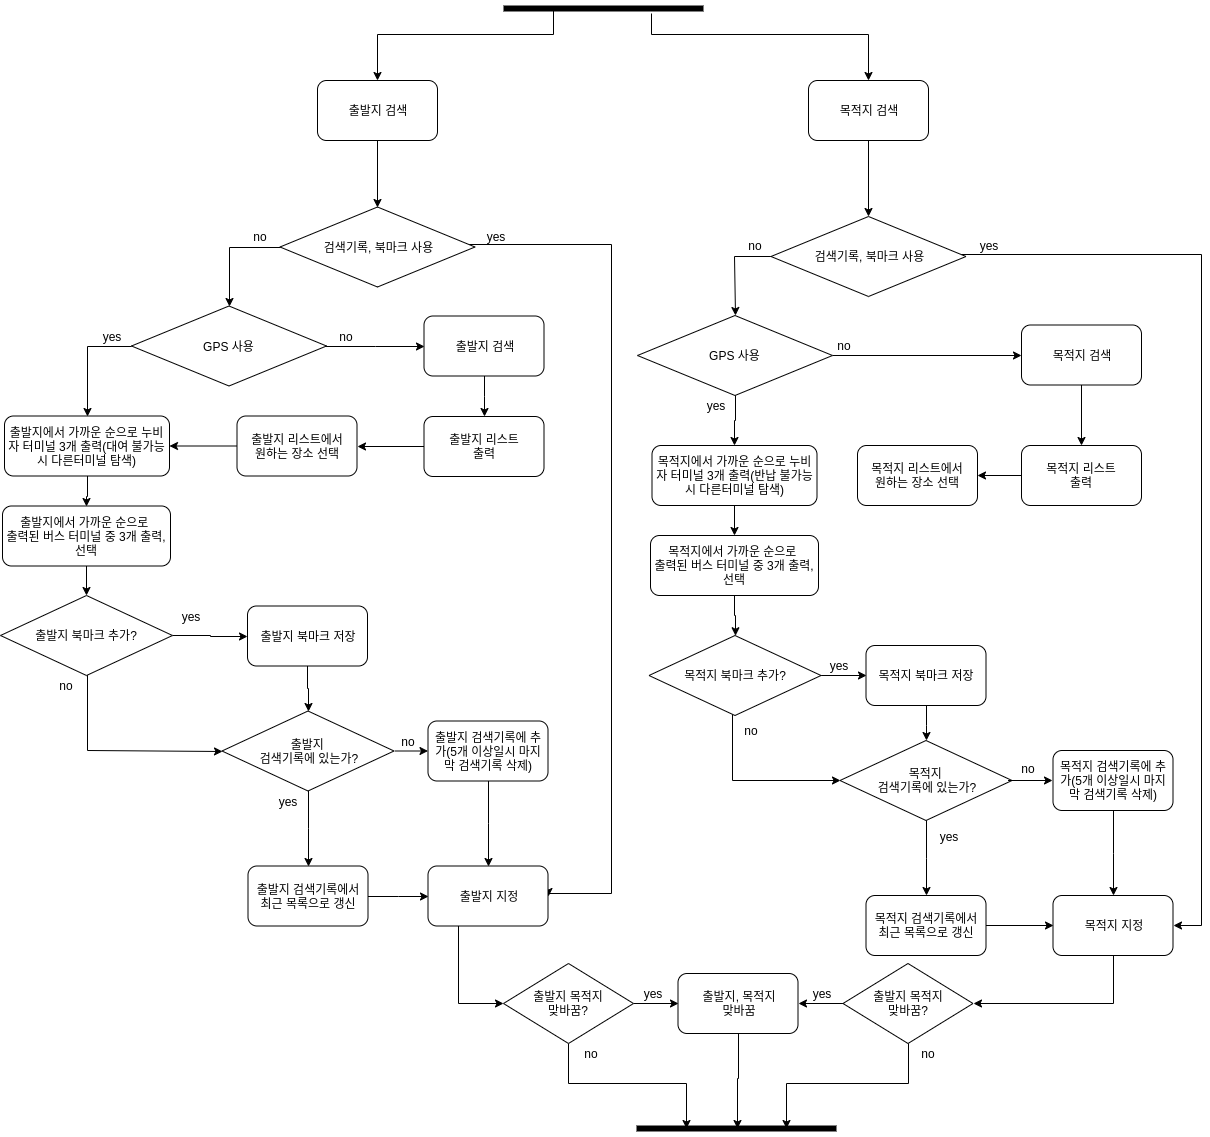 출발지 검색
목적지 검색
검색기록, 북마크 사용
no
yes
검색기록, 북마크 사용
no
yes
GPS 사용
yes
no
출발지 검색
GPS 사용
no
yes
목적지 검색
출발지에서 가까운 순으로 누비
자 터미널 3개 출력(대여 불가능
시 다른터미널 탐색)
출발지 리스트에서
원하는 장소 선택
출발지 리스트
출력
목적지에서 가까운 순으로 누비
자 터미널 3개 출력(반납 불가능
시 다른터미널 탐색)
목적지 리스트에서
원하는 장소 선택
목적지 리스트
출력
출발지에서 가까운 순으로
출력된 버스 터미널 중 3개 출력,
선택
목적지에서 가까운 순으로
출력된 버스 터미널 중 3개 출력,
선택
출발지 북마크 추가?
yes
no
출발지 북마크 저장
목적지 북마크 추가?
yes
no
목적지 북마크 저장
출발지
검색기록에 있는가?
no
yes
출발지 검색기록에 추
가(5개 이상일시 마지
막 검색기록 삭제)
목적지
검색기록에 있는가?
no
yes
목적지 검색기록에 추
가(5개 이상일시 마지
막 검색기록 삭제)
출발지 검색기록에서
최근 목록으로 갱신
출발지 지정
목적지 검색기록에서
최근 목록으로 갱신
목적지 지정
출발지 목적지
맞바꿈?
yes
no
출발지, 목적지
맞바꿈
yes
출발지 목적지
맞바꿈?
no